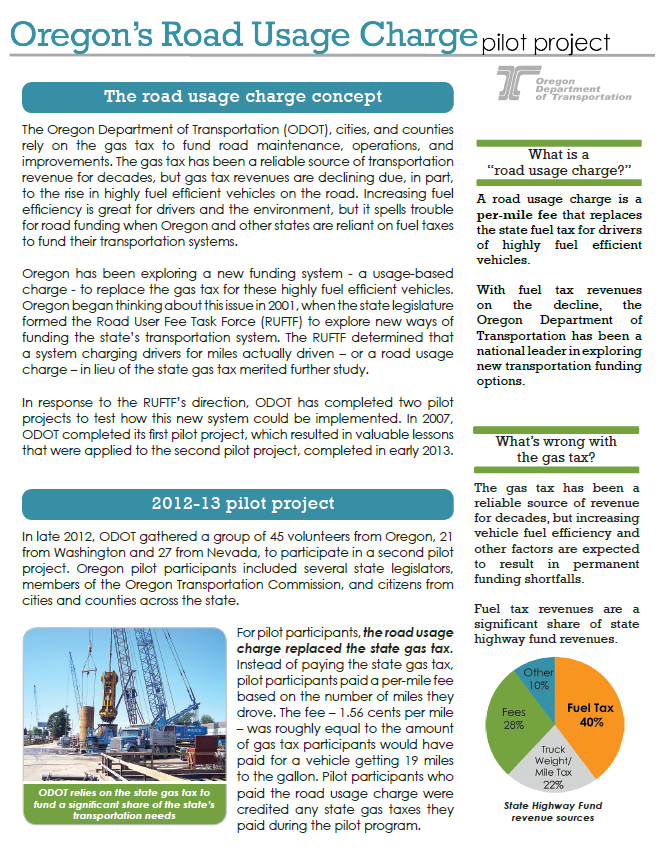 Oregon's Road Usage Charge pilot project
Oregon
Department
of Transportation
The road usage charge concept
The Oregon Department of Transportation (ODOT), cities, and counties
rely on the gas tax to fund road maintenance, operations, and
improvements. The gas tax has been a reliable source of transportation
revenue for decades, but gas tax revenues are declining due, in part,
to the rise in highly fuel efficient vehicles on the road. Increasing fuel
efficiency is great for drivers and the environment, but it spells trouble
for road funding when Oregon and other states are reliant on fuel taxes
to fund their transportation systems.
Oregon has been exploring a new funding system - a usage-based
charge - to replace the gas tax for these highly fuel efficient vehicles.
Oregon began thinking about this issue in 2001, when the state legislature
formed the Road User Fee Task Force (RUFTF) to explore new ways of
funding the state's transportation system. The RUFTF determined that
a system charging drivers for miles actually driven – or a road usage
charge – in lieu of the state gas tax merited further study.
In response to the RUFTF's direction, ODOT has completed two pilot
projects to test how this new system could be implemented. In 2007,
ODOT completed its first pilot project, which resulted in valuable lessons
that were applied to the second pilot project, completed in early 2013.
2012-13 pilot project
In late 2012, ODOT gathered a group of 45 volunteers from Oregon, 21
from Washington and 27 from Nevada, to participate in a second pilot
project. Oregon pilot participants included several state legislators,
members of the Oregon Transportation Commission, and citizens from
cities and counties across the state.
ODOT relies on the state gas tax to
fund a significant share of the state's
transportation needs
For pilot participants, the road usage
charge replaced the state gas tax.
Instead of paying the state gas tax,
pilot participants paid a per-mile fee
based on the number of miles they
drove. The fee – 1.56 cents per mile
– was roughly equal to the amount
of gas tax participants would have
paid for a vehicle getting 19 miles
to the gallon. Pilot participants who
paid the road usage charge were
credited any state gas taxes they
paid during the pilot program.
What is a
"road usage charge?"
A road usage charge is a
per-mile fee that replaces
the state fuel tax for drivers
of highly fuel efficient
vehicles.
With fuel tax revenues
on the decline, the
Oregon Department of
Transportation has been a
national leader in exploring
new transportation funding
options.
What's wrong with
the gas tax?
The gas tax has been a
reliable source of revenue
for decades, but increasing
vehicle fuel efficiency and
other factors are expected
to result in permanent
funding shortfalls.
Fuel tax revenues are a
significant share of state
highway fund revenues.
Other
10%
Fuel Tax
40%
Fees
28%
Truck
Weight/
Mile Tax
22%
State Highway Fund
revenue sources